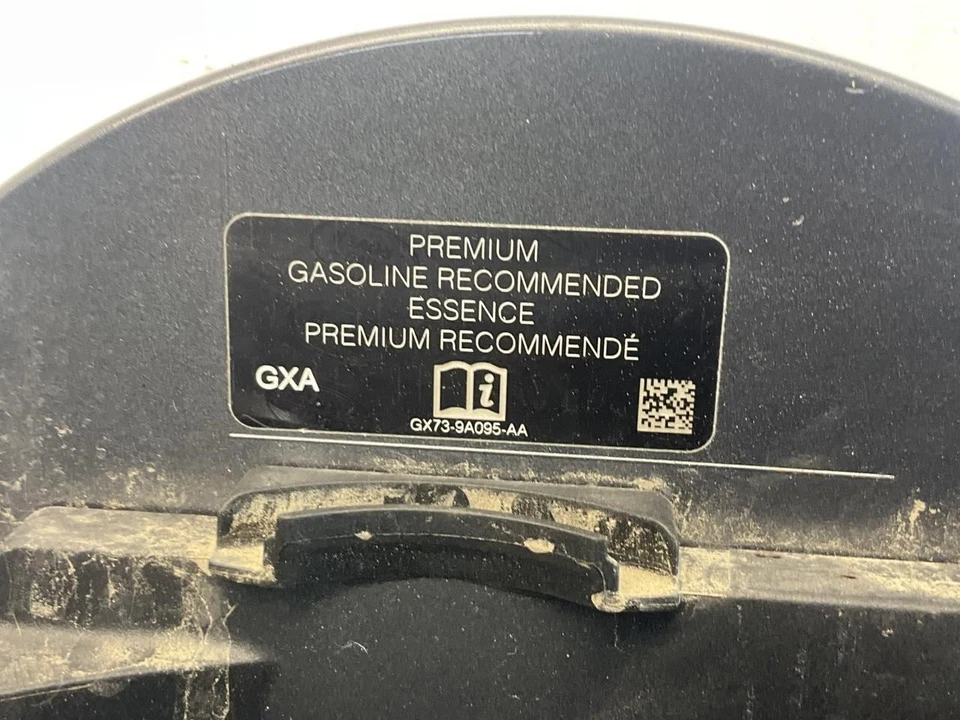 PREMIUM
GASOLINE RECOMMENDED
ESSENCE
PREMIUM RECOMMENDÉ
GXA
i
GX73-9A095-AA